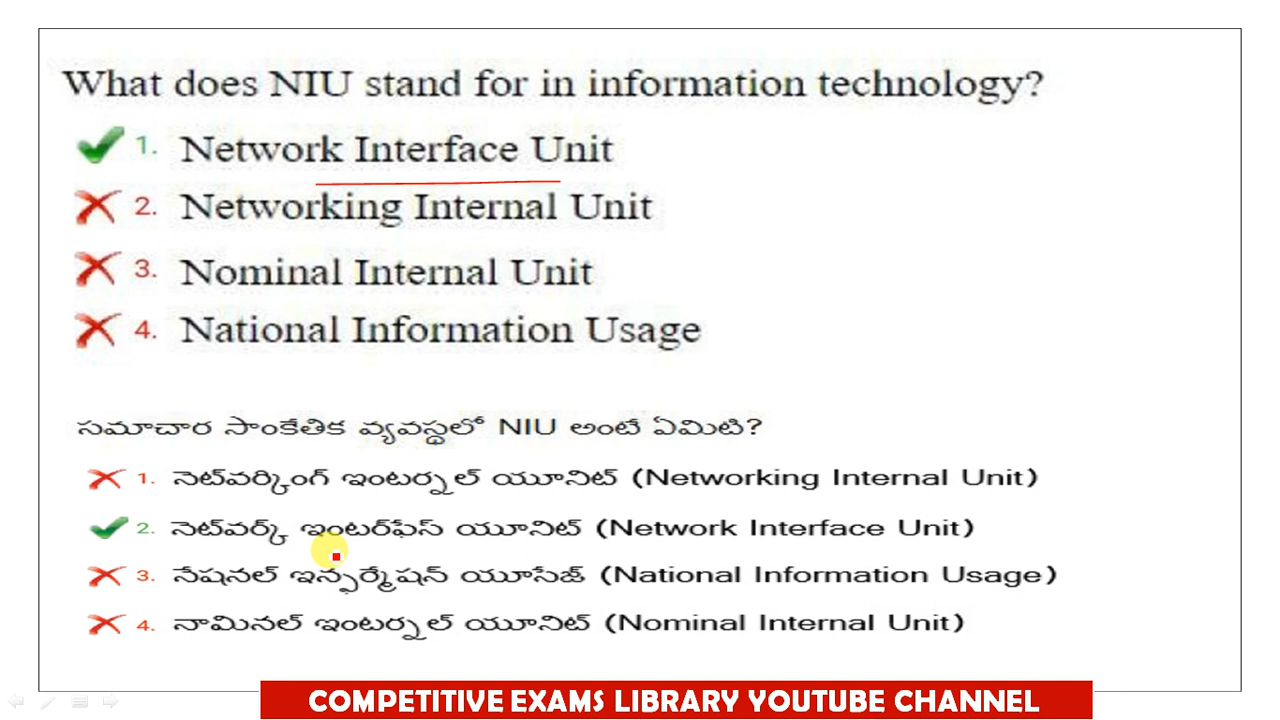 What does NIU stand for in information technology?
1. Network Interface Unit
2. Networking Internal Unit
3. Nominal Internal Unit
4. National Information Usage
సమాచార సాంకేతిక వ్యవస్థలో NIU అంటే ఏమిటి?
1. నెట్‌వర్కింగ్ ఇంటర్నల్ యూనిట్ (Networking Internal Unit)
2. నెట్‌వర్క్ ఇంటర్‌ఫేస్ యూనిట్ (Network Interface Unit)
3. నేషనల్ ఇన్ఫర్మేషన్ యూసేజ్ (National Information Usage)
4. నామినల్ ఇంటర్నల్ యూనిట్ (Nominal Internal Unit)
COMPETITIVE EXAMS LIBRARY YOUTUBE CHANNEL